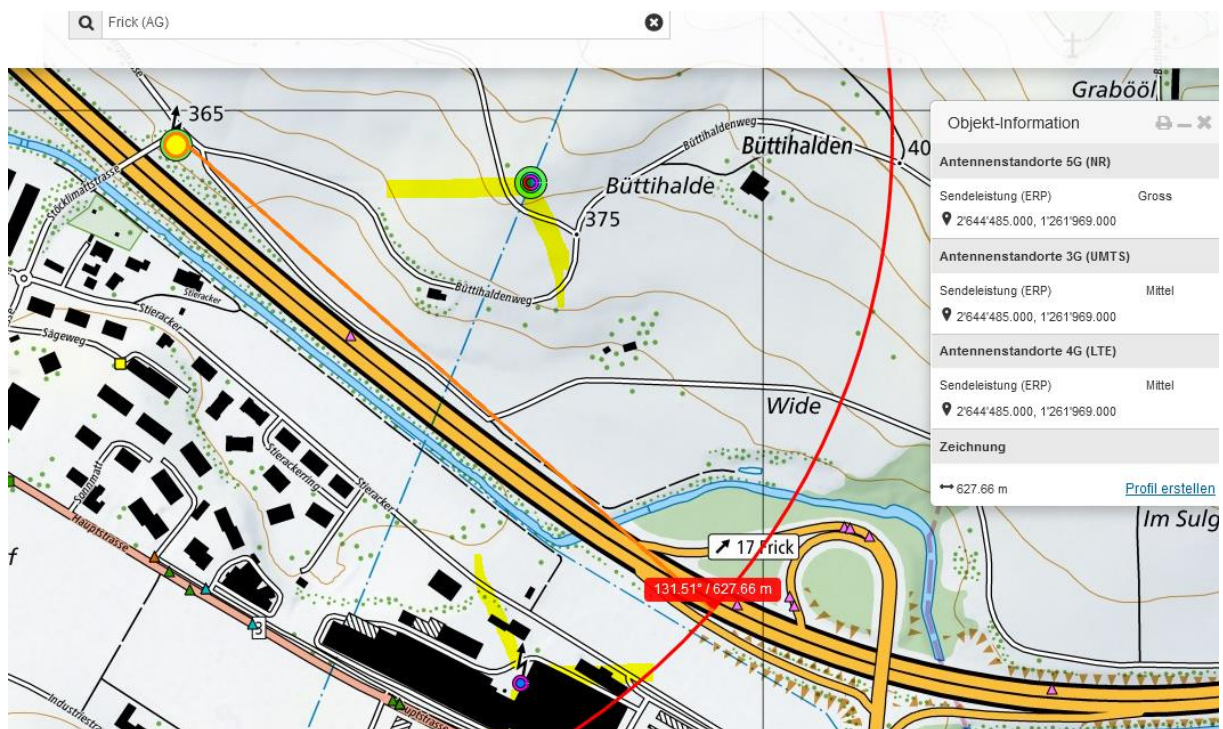 Frick (AG)
Grabööl
365
Stöcklimattstrasse
Büttihaldenweg
Büttihalden
40
Büttihalde
375
Büttihaldenweg
Stieracker
Stieracker
Sägeweg
Wide
Stierackerring
Stieracker
Sonnmatt
Hauptstrasse
17 Frick
Im Sulg
f
131.51° / 627.66 m
3
Industriestra
Hauptstrasse
Objekt-Information
Antennenstandorte 5G (NR)
Sendeleistung (ERP) Gross
2'644'485.000, 1'261'969.000
Antennenstandorte 3G (UMTS)
Sendeleistung (ERP) Mittel
2'644'485.000, 1'261'969.000
Antennenstandorte 4G (LTE)
Sendeleistung (ERP) Mittel
2'644'485.000, 1'261'969.000
Zeichnung
627.66 m Profil erstellen